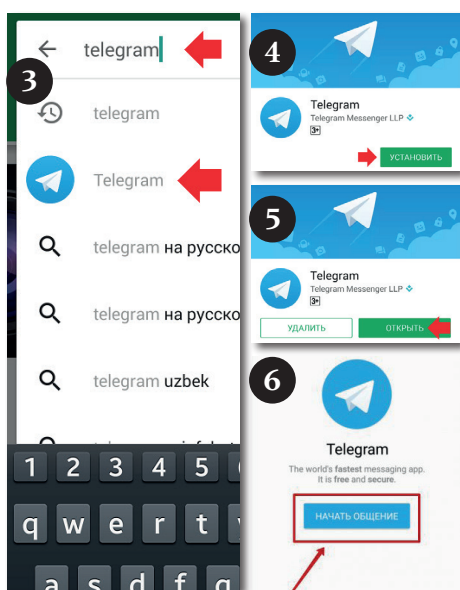 3
telegram
telegram
Telegram
telegram на русско
telegram на русско
telegram uzbek
1 2 3 4 5
q w e r t
a s d f g
4
Telegram
Telegram Messenger LLP
3+
УСТАНОВИТЬ
5
Telegram
Telegram Messenger LLP
3+
УДАЛИТЬ
ОТКРЫТЬ
6
Telegram
The world's fastest messaging app.
It is free and secure.
НАЧАТЬ ОБЩЕНИЕ